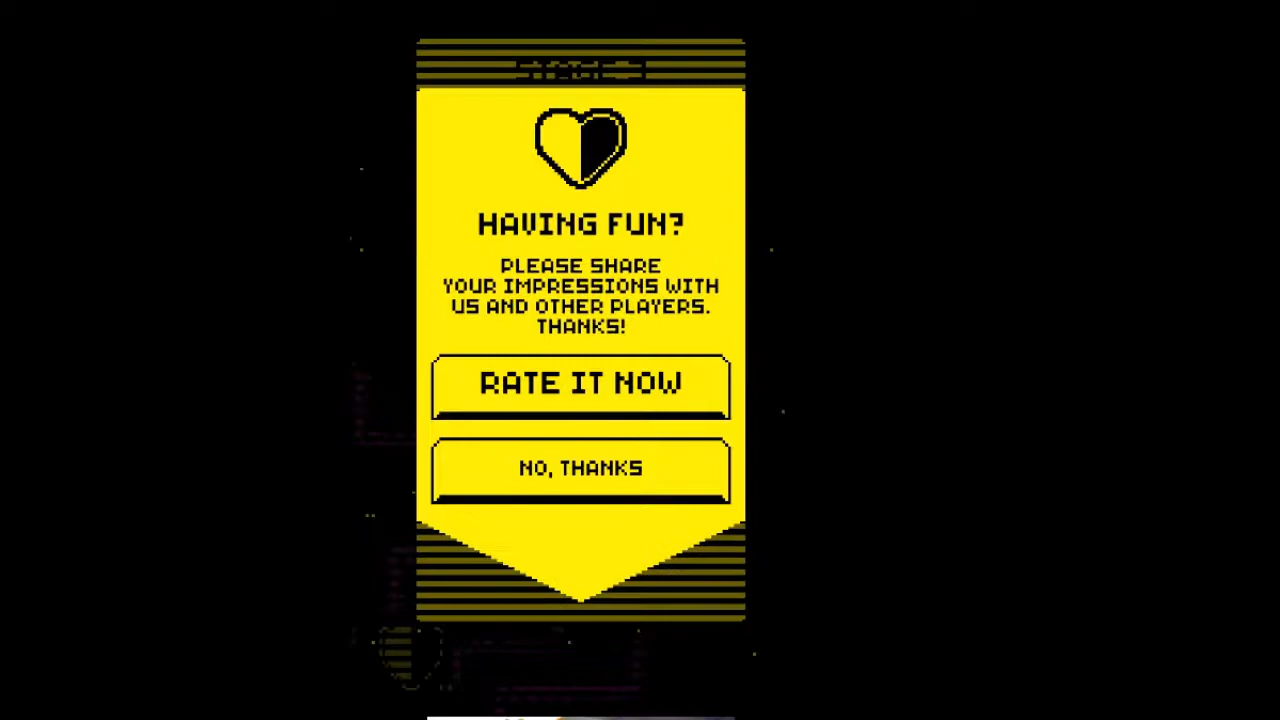 HAVING FUN?
PLEASE SHARE
YOUR IMPRESSIONS WITH
US AND OTHER PLAYERS.
THANKS!
RATE IT NOW
NO, THANKS